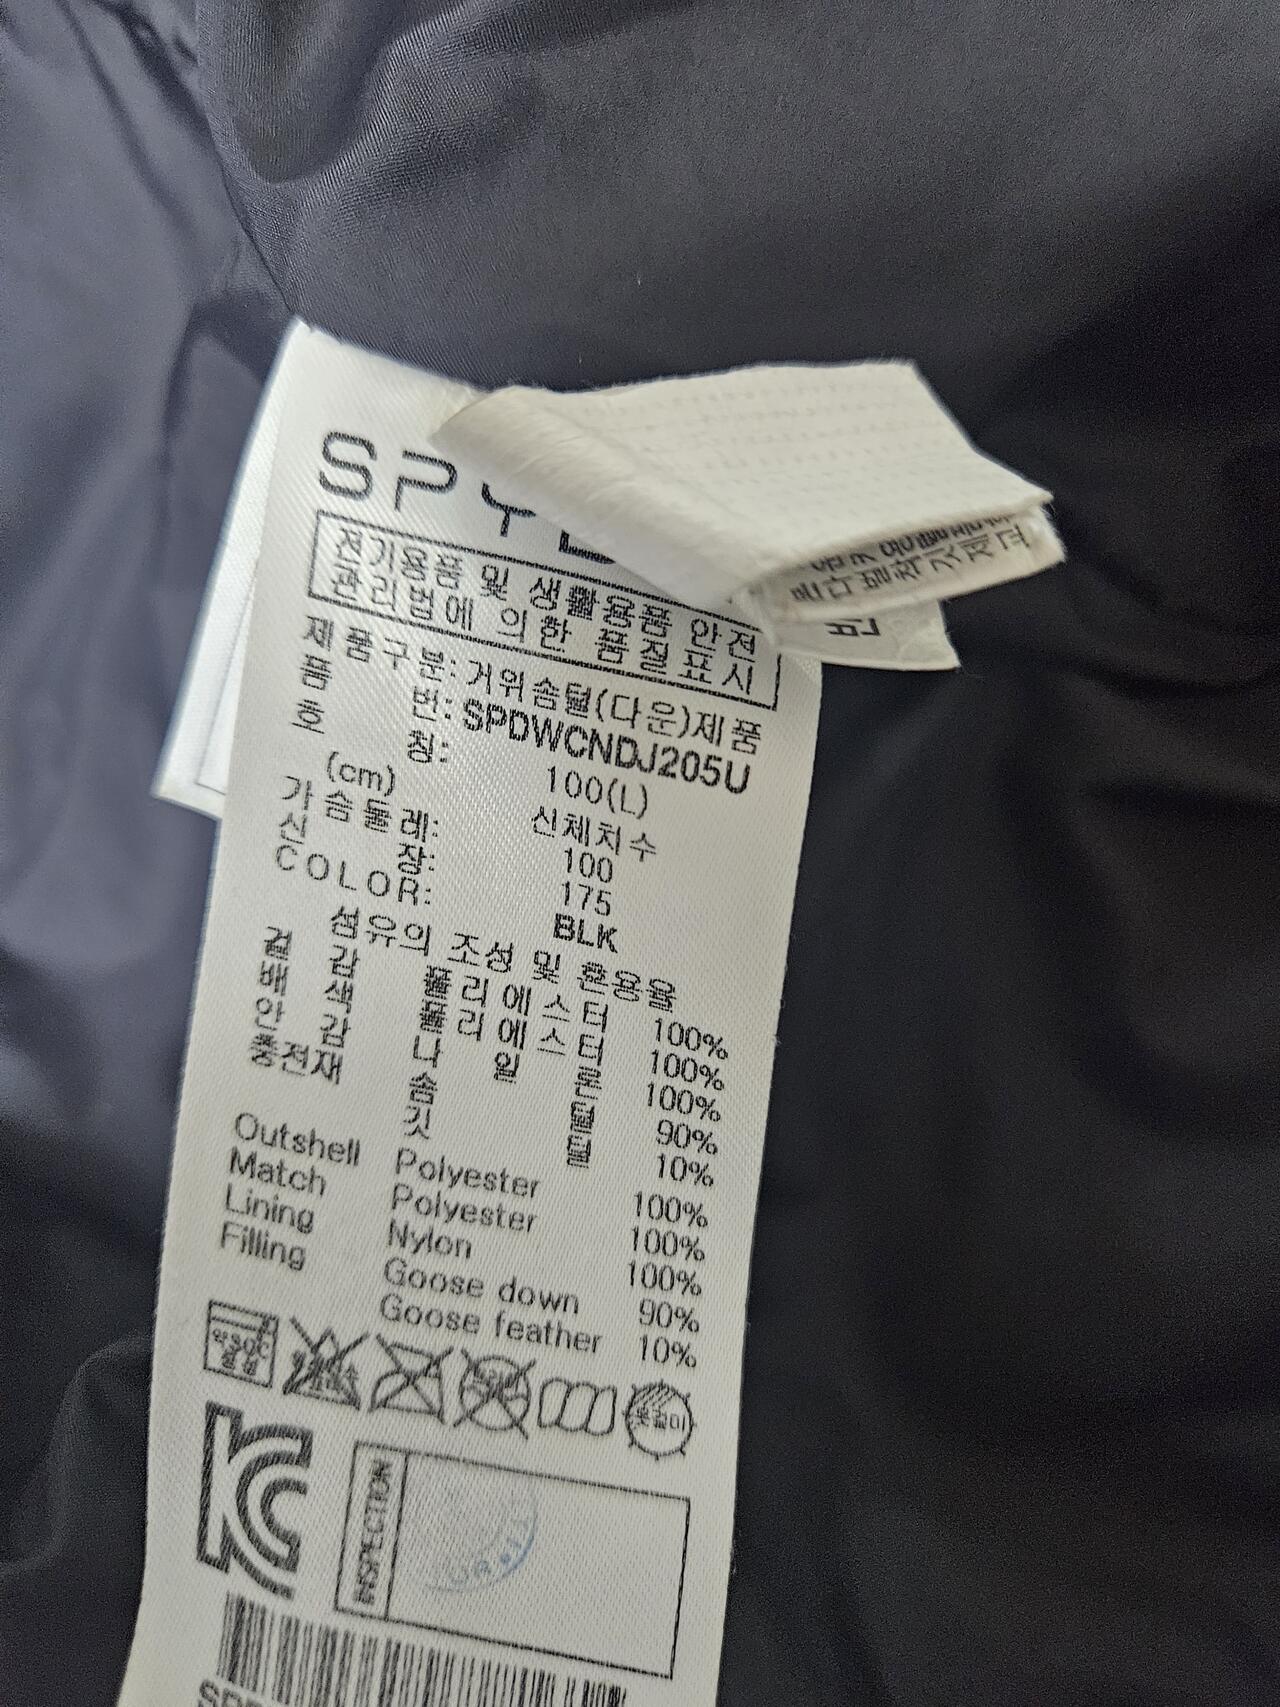 SPY
전기용품 및 생활용품 안전
관리법에 의한 품질표시
제품구분: 거위솜털(다운)제품
품 번: SPDWCNDJ205U
호 칭: 100(L)
(cm) 신체치수
가슴둘레: 100
신 장: 175
COLOR: BLK
섬유의 조성 및 혼용율
겉감 폴리에스터 100%
배색 폴리에스터 100%
안감 나일론 100%
충전재 솜털 90%
깃털 10%
Outshell Polyester 100%
Match Polyester 100%
Lining Nylon 100%
Filling Goose down 90%
Goose feather 10%
INSPECTION